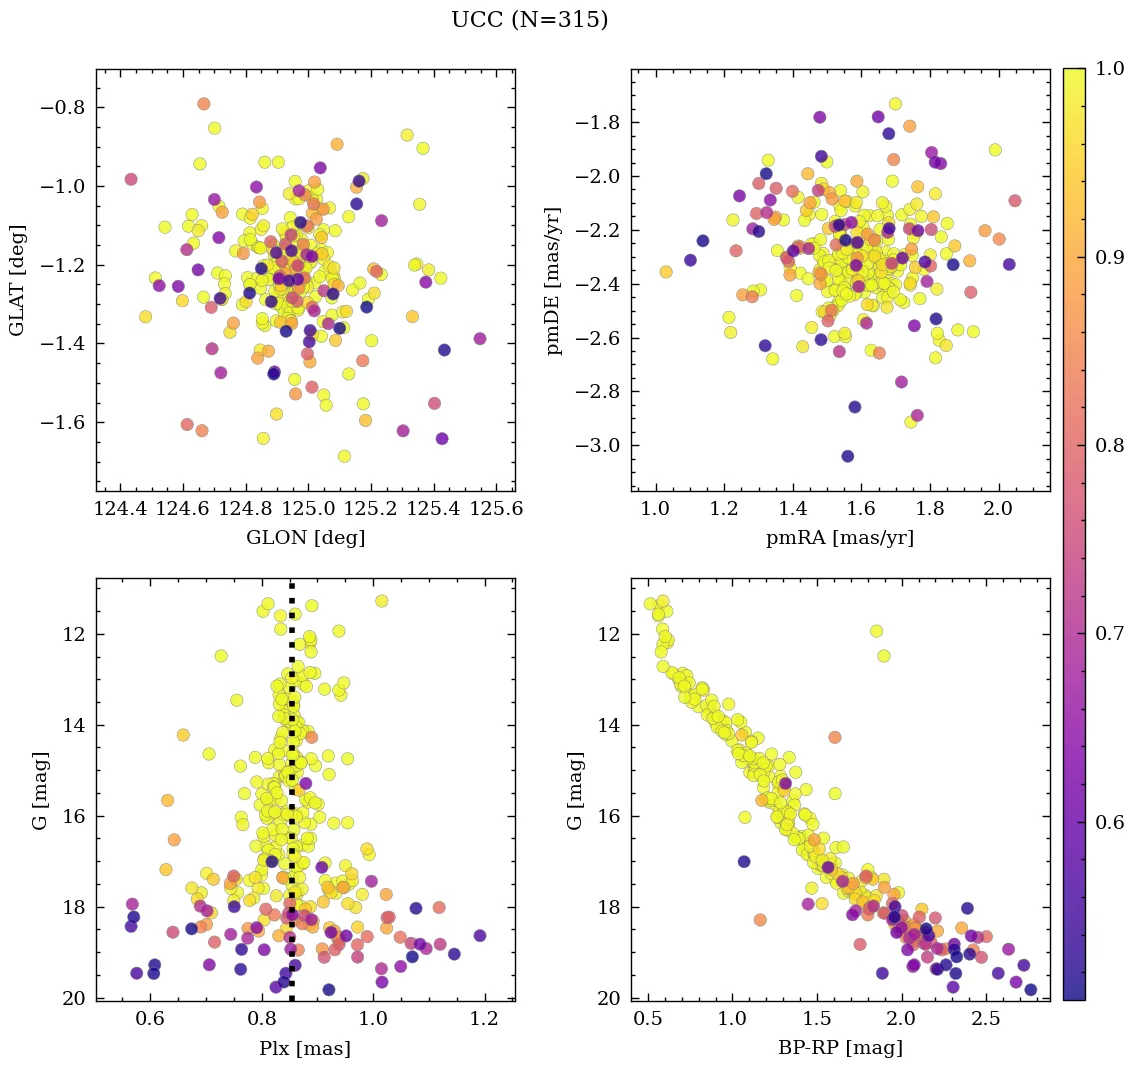 UCC (N=315)
−0.8
−1.0
−1.2
−1.4
−1.6
GLAT [deg]
124.4 124.6 124.8 125.0 125.2 125.4 125.6
GLON [deg]
−1.8
−2.0
−2.2
−2.4
−2.6
−2.8
−3.0
pmDE [mas/yr]
1.0 1.2 1.4 1.6 1.8 2.0
pmRA [mas/yr]
1.0
0.9
0.8
0.7
0.6
12
14
16
18
20
G [mag]
0.6 0.8 1.0 1.2
Plx [mas]
12
14
16
18
20
G [mag]
0.5 1.0 1.5 2.0 2.5
BP-RP [mag]